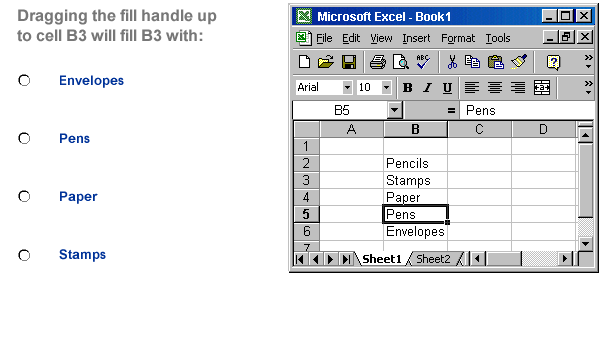 Dragging the fill handle up
to cell B3 will fill B3 with:
Envelopes
Pens
Paper
Stamps
Microsoft Excel - Book1
File Edit View Insert Format Tools
ABC
Arial 10 B I U a
B5 = Pens
A B C D
1
2 Pencils
3 Stamps
4 Paper
5 Pens
6 Envelopes
7
Sheet1 Sheet2